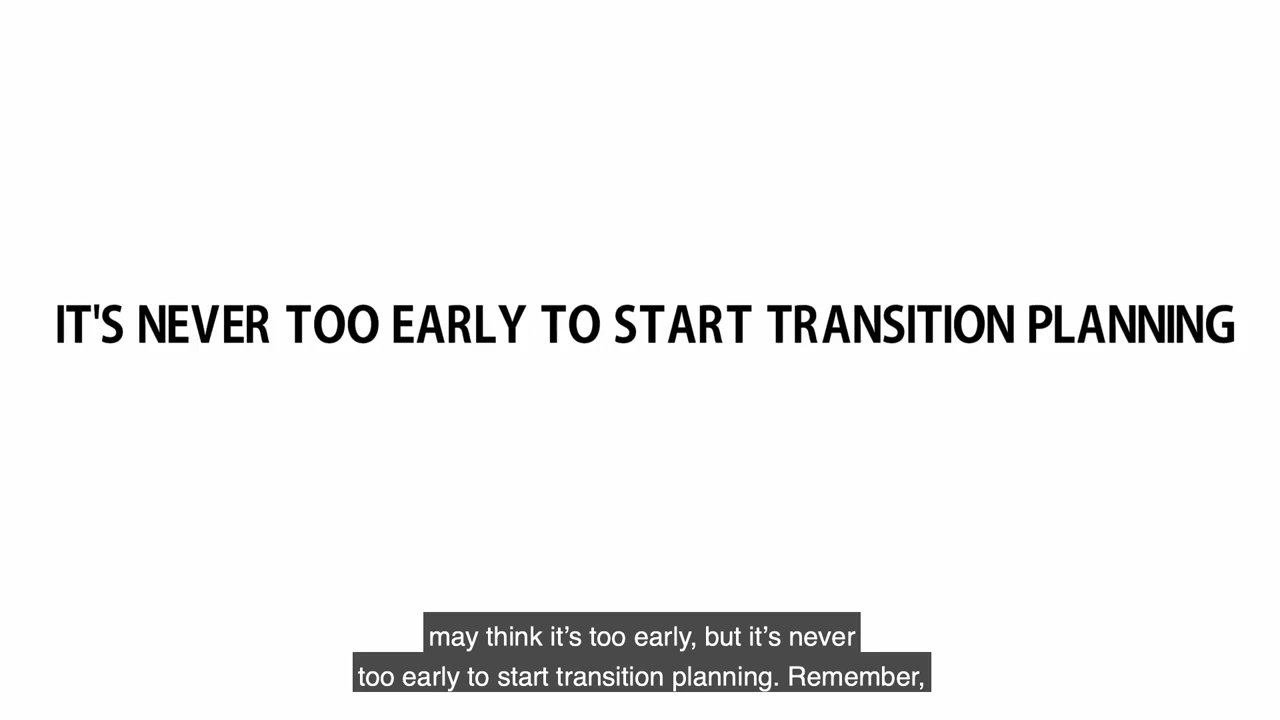 IT'S NEVER TOO EARLY TO START TRANSITION PLANNING
may think it’s too early, but it’s never
too early to start transition planning. Remember,